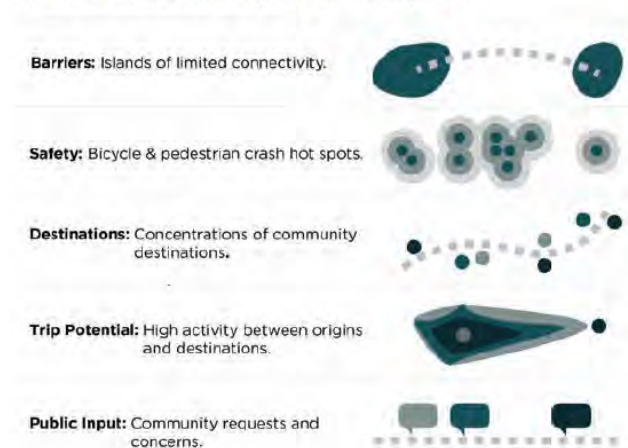 Barriers: Islands of limited connectivity.
Safety: Bicycle & pedestrian crash hot spots.
Destinations: Concentrations of community
destinations.
Trip Potential: High activity between origins
and destinations.
Public Input: Community requests and
concerns.